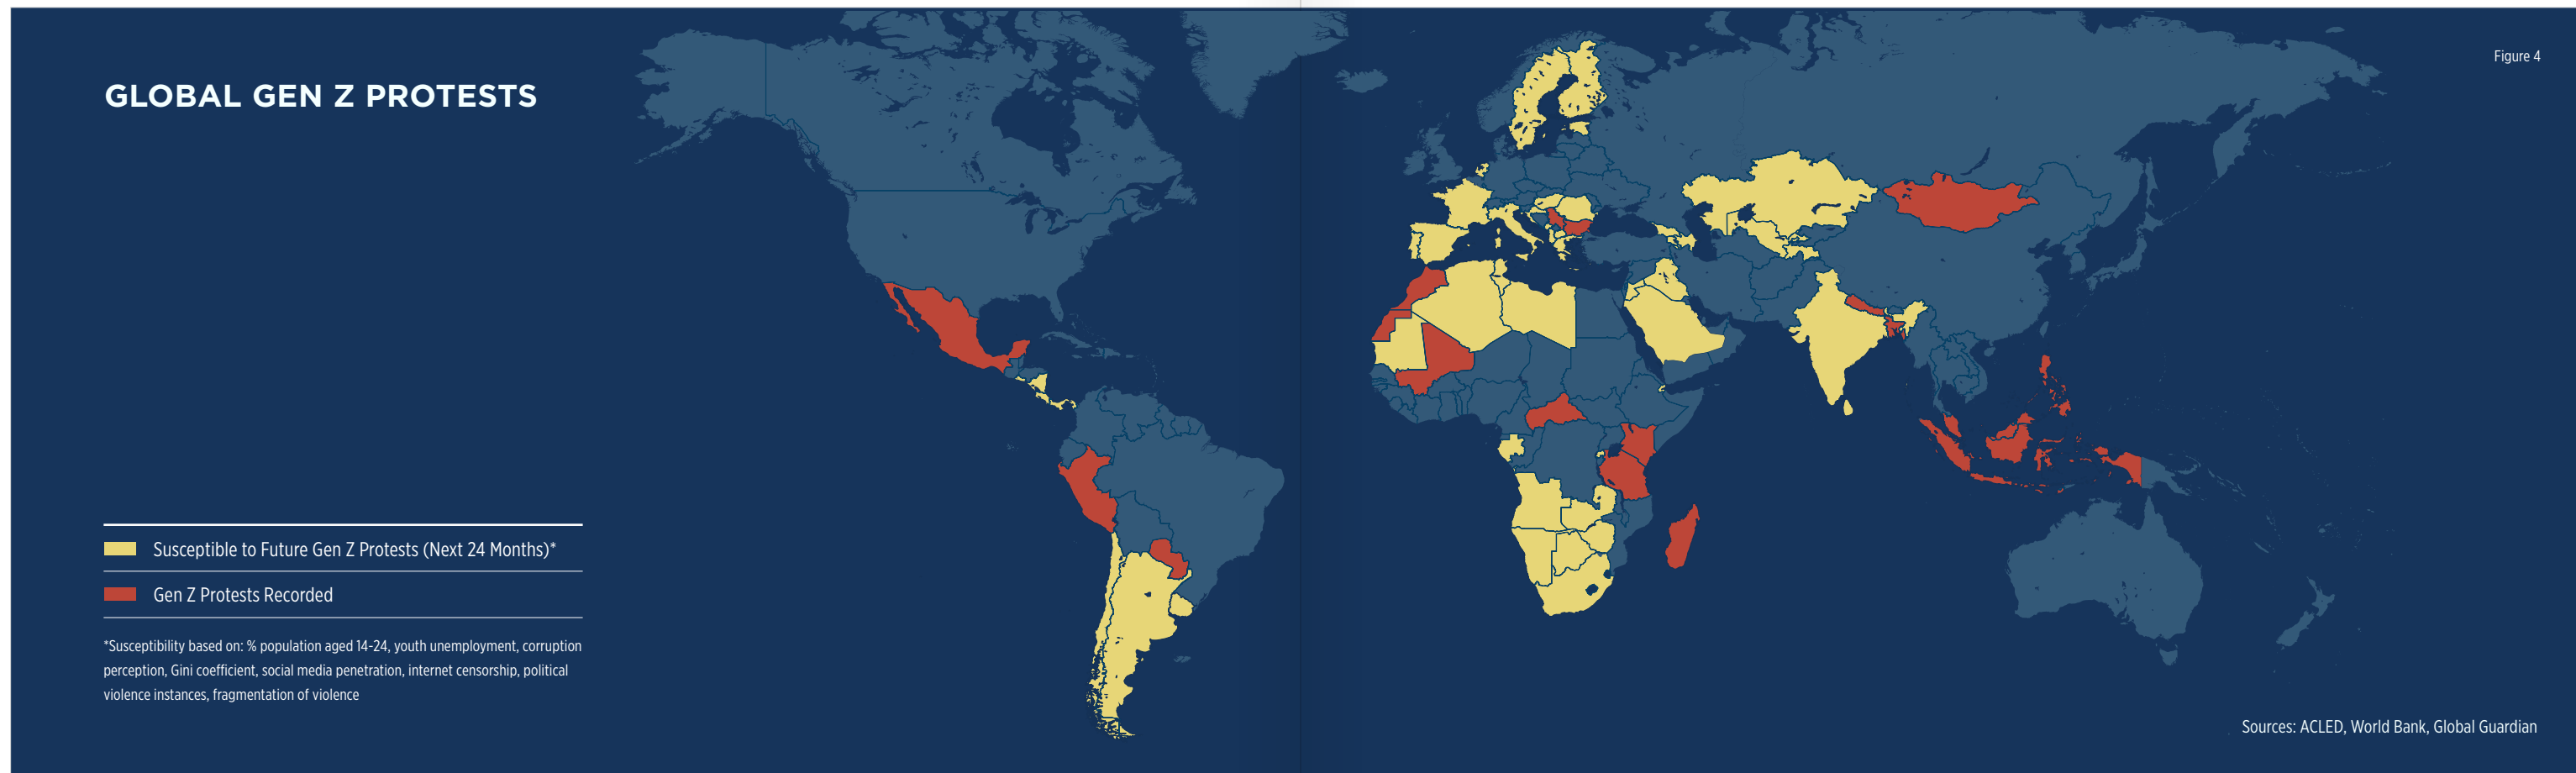 Figure 4
GLOBAL GEN Z PROTESTS
Susceptible to Future Gen Z Protests (Next 24 Months)*
Gen Z Protests Recorded
*Susceptibility based on: % population aged 14-24, youth unemployment, corruption
perception, Gini coefficient, social media penetration, internet censorship, political
violence instances, fragmentation of violence
Sources: ACLED, World Bank, Global Guardian